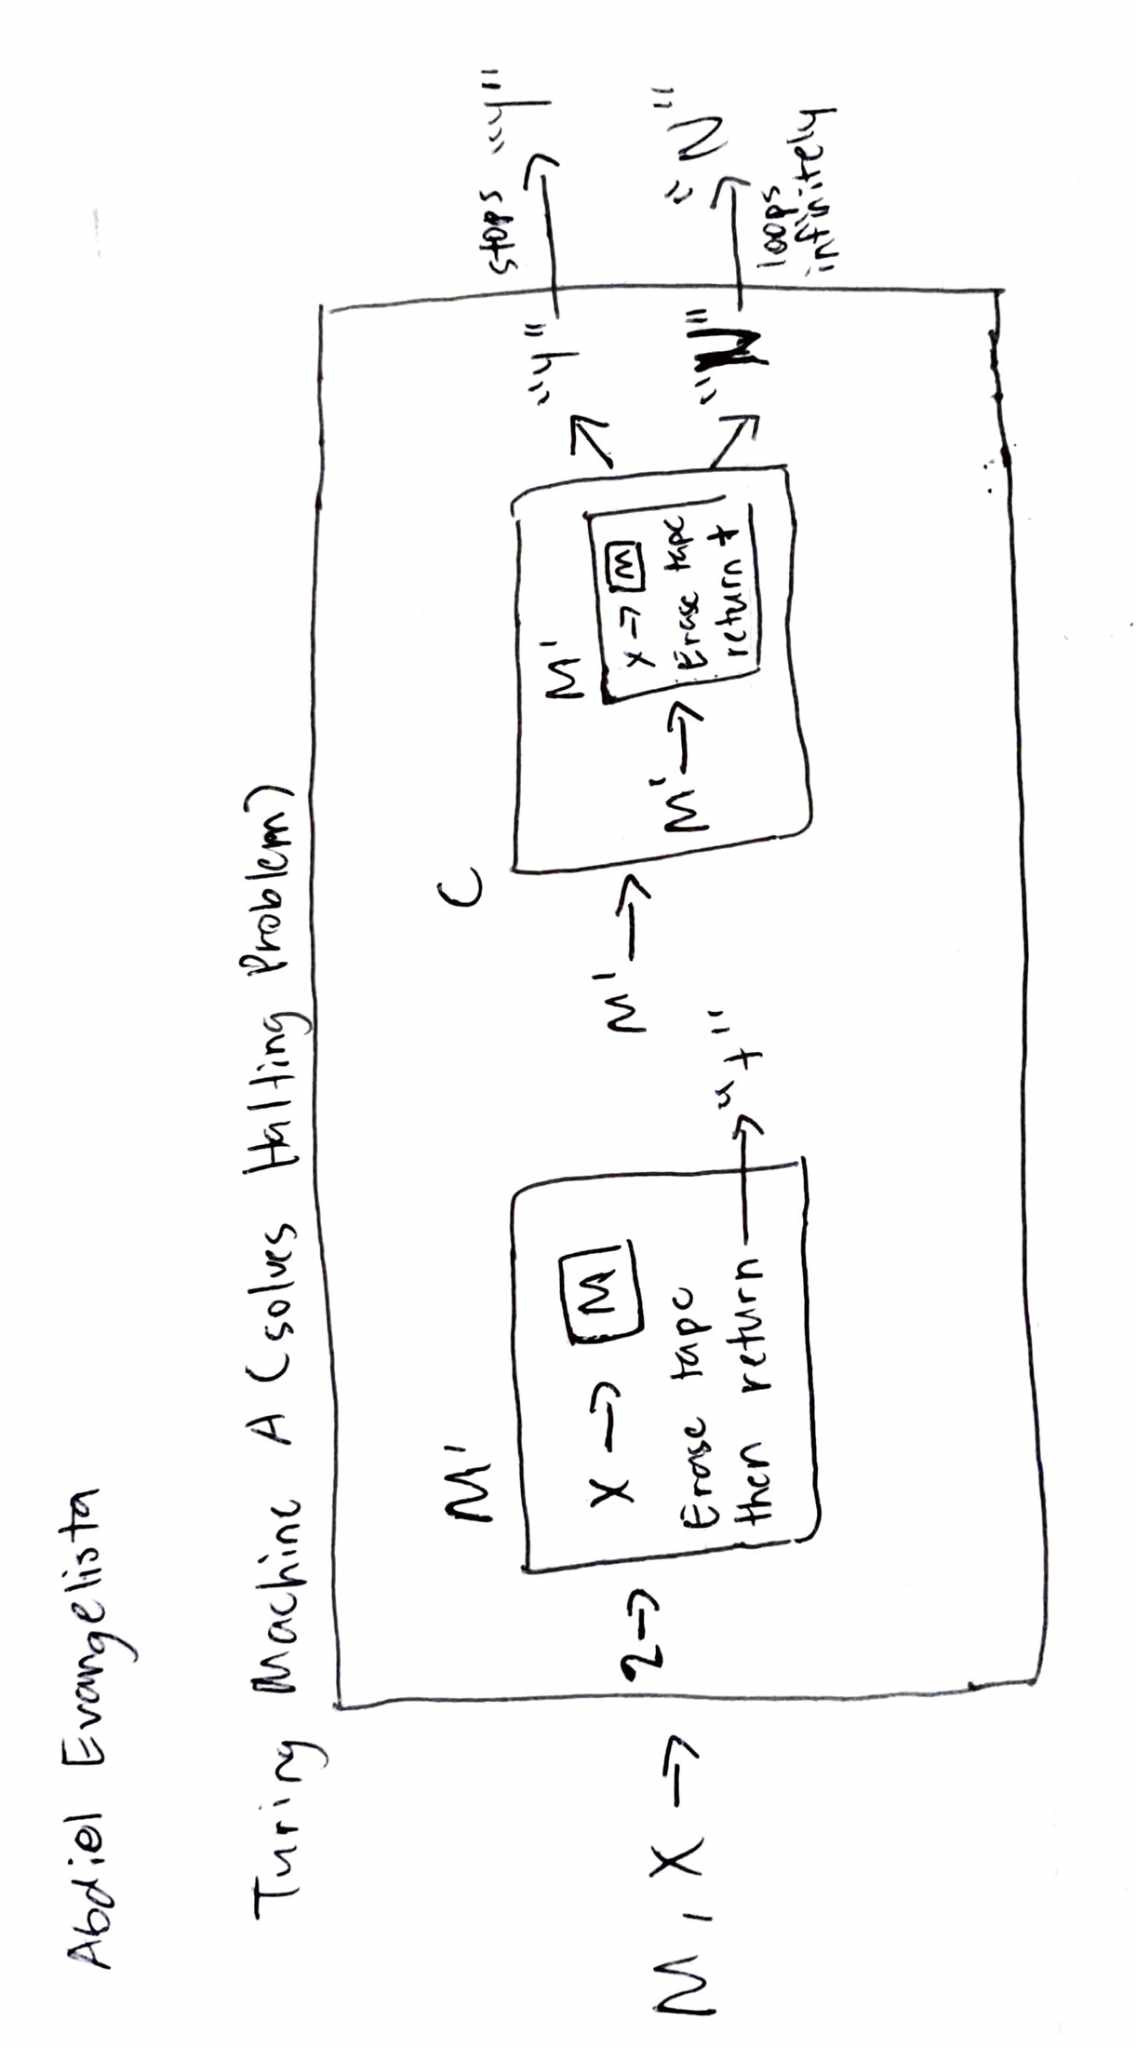 Abdiel Evangelista
Turing Machine A (solves Halting Problem)
M, X →
M'
2 →
X → M
Erase tape
then return → "+"
C
M' →
M'
M' →
X → M
Erase tape
return +
"Y"
stops "Y"
"N"
"N"
loops
infinitely